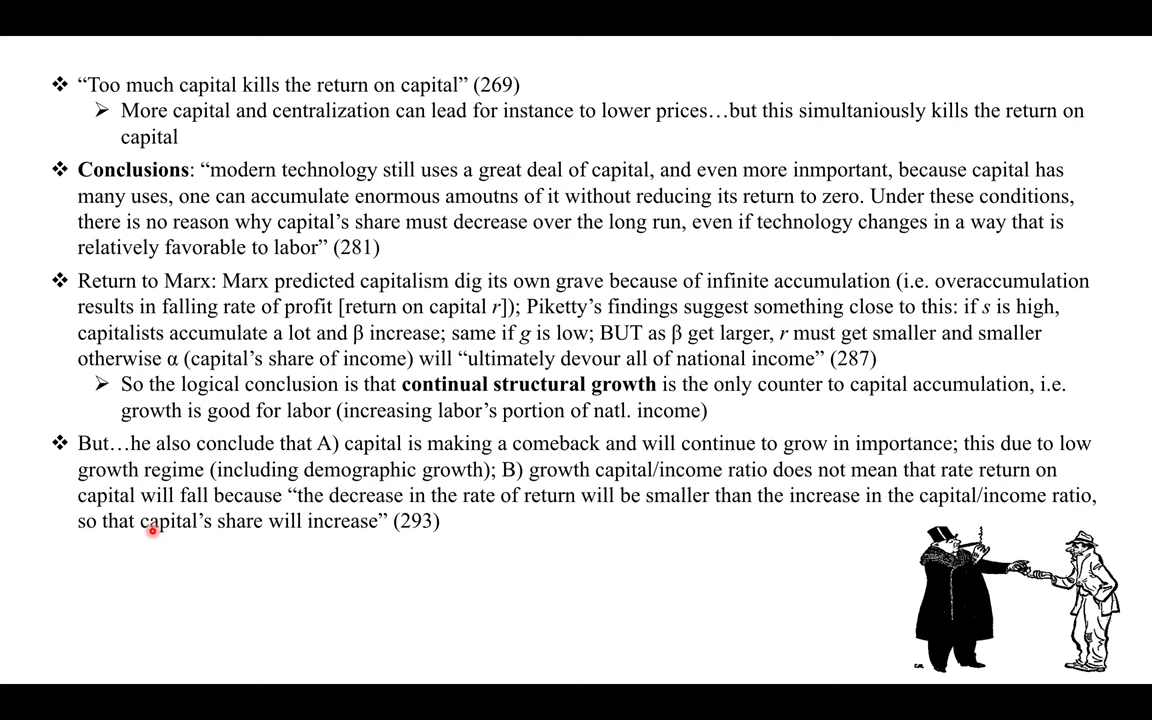 ❖ “Too much capital kills the return on capital” (269)
➢ More capital and centralization can lead for instance to lower prices…but this simultaniously kills the return on
capital
❖ Conclusions: “modern technology still uses a great deal of capital, and even more inmportant, because capital has
many uses, one can accumulate enormous amoutns of it without reducing its return to zero. Under these conditions,
there is no reason why capital’s share must decrease over the long run, even if technology changes in a way that is
relatively favorable to labor” (281)
❖ Return to Marx: Marx predicted capitalism dig its own grave because of infinite accumulation (i.e. overaccumulation
results in falling rate of profit [return on capital r]); Piketty’s findings suggest something close to this: if s is high,
capitalists accumulate a lot and β increase; same if g is low; BUT as β get larger, r must get smaller and smaller
otherwise α (capital’s share of income) will “ultimately devour all of national income” (287)
➢ So the logical conclusion is that continual structural growth is the only counter to capital accumulation, i.e.
growth is good for labor (increasing labor’s portion of natl. income)
❖ But…he also conclude that A) capital is making a comeback and will continue to grow in importance; this due to low
growth regime (including demographic growth); B) growth capital/income ratio does not mean that rate return on
capital will fall because “the decrease in the rate of return will be smaller than the increase in the capital/income ratio,
so that capital’s share will increase” (293)